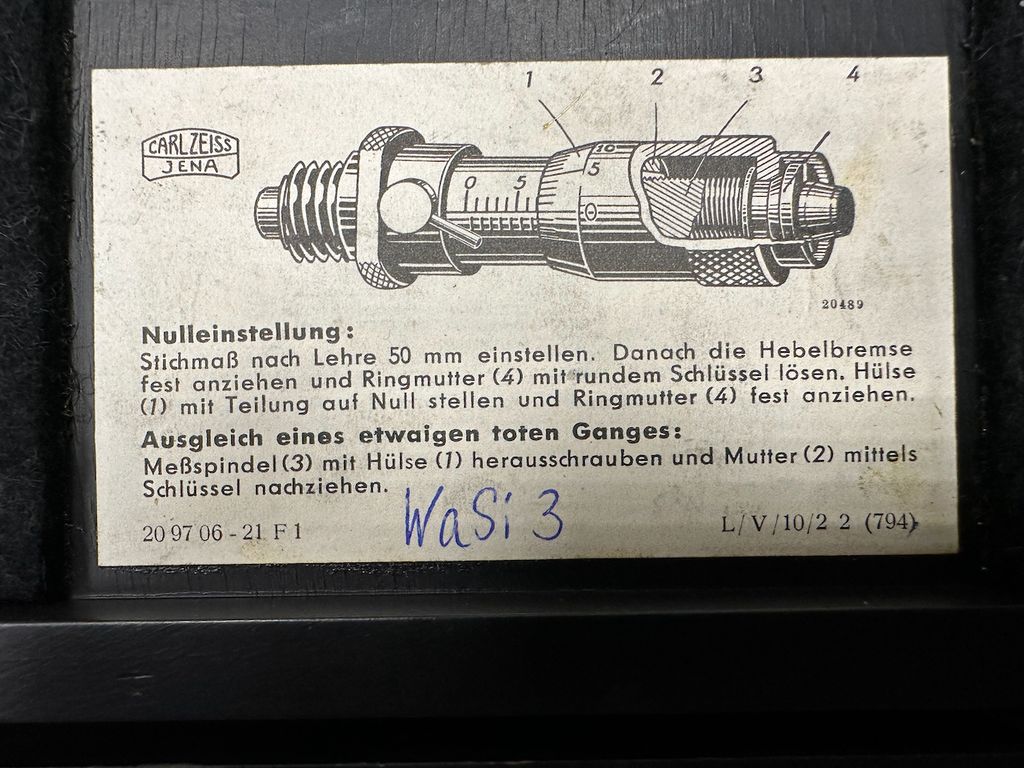 1 2 3 4
CARL ZEISS
JENA
10
0 5
5
0
20489
Nulleinstellung:
Stichmaß nach Lehre 50 mm einstellen. Danach die Hebelbremse
fest anziehen und Ringmutter (4) mit rundem Schlüssel lösen. Hülse
(1) mit Teilung auf Null stellen und Ringmutter (4) fest anziehen.
Ausgleich eines etwaigen toten Ganges:
Meßspindel (3) mit Hülse (1) herausschrauben und Mutter (2) mittels
Schlüssel nachziehen.
WaSi 3
20 97 06 - 21 F 1
L/V/10/2 2 (794)